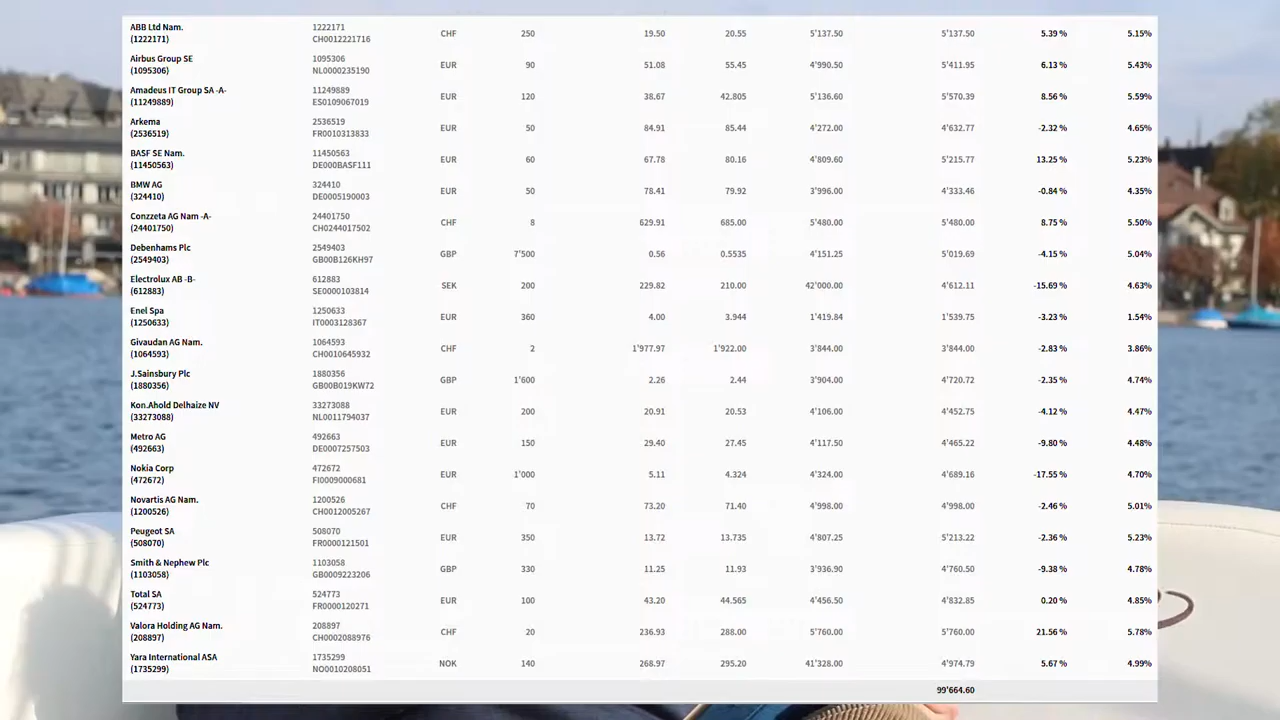 ABB Ltd Nam. 1222171 CHF 250 19.50 20.55 5'137.50 5'137.50 5.39 % 5.15%
(1222171) CH0012221716
Airbus Group SE 1095306 EUR 90 51.08 55.45 4'990.50 5'411.95 6.13 % 5.43%
(1095306) NL0000235190
Amadeus IT Group SA -A- 11249889 EUR 120 38.67 42.805 5'136.60 5'570.39 8.56 % 5.59%
(11249889) ES0109067019
Arkema 2536519 EUR 50 84.91 85.44 4'272.00 4'632.77 -2.32 % 4.65%
(2536519) FR0010313833
BASF SE Nam. 11450563 EUR 60 67.78 80.16 4'809.60 5'215.77 13.25 % 5.23%
(11450563) DE000BASF111
BMW AG 324410 EUR 50 78.41 79.92 3'996.00 4'333.46 -0.84 % 4.35%
(324410) DE0005190003
Conzzeta AG Nam -A- 24401750 CHF 8 629.91 685.00 5'480.00 5'480.00 8.75 % 5.50%
(24401750) CH0244017502
Debenhams Plc 2549403 GBP 7'500 0.56 0.5535 4'151.25 5'019.69 -4.15 % 5.04%
(2549403) GB00B126KH97
Electrolux AB -B- 612883 SEK 200 229.82 210.00 42'000.00 4'612.11 -15.69 % 4.63%
(612883) SE0000103814
Enel Spa 1250633 EUR 360 4.00 3.944 1'419.84 1'539.75 -3.23 % 1.54%
(1250633) IT0003128367
Givaudan AG Nam. 1064593 CHF 2 1'977.97 1'922.00 3'844.00 3'844.00 -2.83 % 3.86%
(1064593) CH0010645932
J.Sainsbury Plc 1880356 GBP 1'600 2.26 2.44 3'904.00 4'720.72 -2.35 % 4.74%
(1880356) GB00B019KW72
Kon.Ahold Delhaize NV 33273088 EUR 200 20.91 20.53 4'106.00 4'452.75 -4.12 % 4.47%
(33273088) NL0011794037
Metro AG 492663 EUR 150 29.40 27.45 4'117.50 4'465.22 -9.80 % 4.48%
(492663) DE0007257503
Nokia Corp 472672 EUR 1'000 5.11 4.324 4'324.00 4'689.16 -17.55 % 4.70%
(472672) FI0009000681
Novartis AG Nam. 1200526 CHF 70 73.20 71.40 4'998.00 4'998.00 -2.46 % 5.01%
(1200526) CH0012005267
Peugeot SA 508070 EUR 350 13.72 13.735 4'807.25 5'213.22 -2.36 % 5.23%
(508070) FR0000121501
Smith & Nephew Plc 1103058 GBP 330 11.25 11.93 3'936.90 4'760.50 -9.38 % 4.78%
(1103058) GB0009223206
Total SA 524773 EUR 100 43.20 44.565 4'456.50 4'832.85 0.20 % 4.85%
(524773) FR0000120271
Valora Holding AG Nam. 208897 CHF 20 236.93 288.00 5'760.00 5'760.00 21.56 % 5.78%
(208897) CH0002088976
Yara International ASA 1735299 NOK 140 268.97 295.20 41'328.00 4'974.79 5.67 % 4.99%
(1735299) NO0010208051
99'664.60